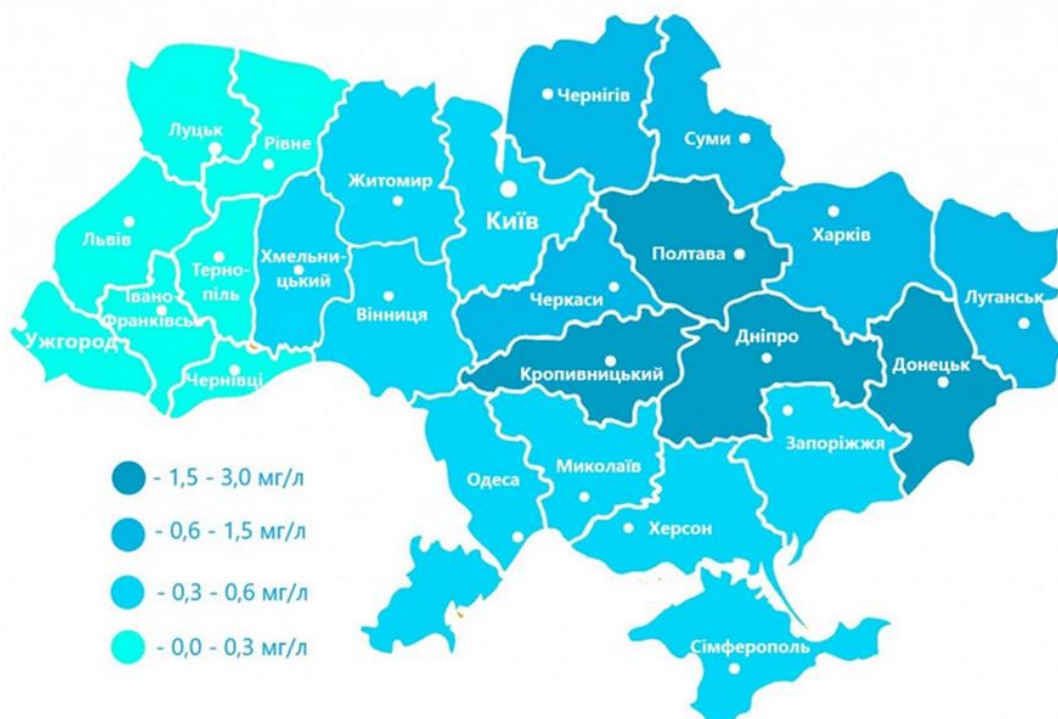 Чернігів
Луцьк
Рівне
Суми
Житомир
Київ
Львів
Харків
Терно-
піль
Хмельни-
цький
Полтава
Івано-
Франківськ
Черкаси
Луганськ
Вінниця
Ужгород
Дніпро
Чернівці
Кропивницький
Донецьк
Запоріжжя
Миколаїв
Одеса
- 1,5 - 3,0 мг/л
- 0,6 - 1,5 мг/л
Херсон
- 0,3 - 0,6 мг/л
- 0,0 - 0,3 мг/л
Сімферополь